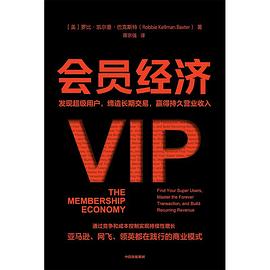 [美]罗比·凯尔曼·巴克斯特（Robbie Kellman Baxter）著
蒋宗强 译
会员经济
发现超级用户，缔造长期交易，赢得持久营业收入
VIP
THE
MEMBERSHIP
ECONOMY
Find Your Super Users,
Master the Forever
Transaction, and Build
Recurring Revenue
通过竞争和成本控制实现持续性增长
亚马逊、网飞、领英都在践行的商业模式
中信出版集团